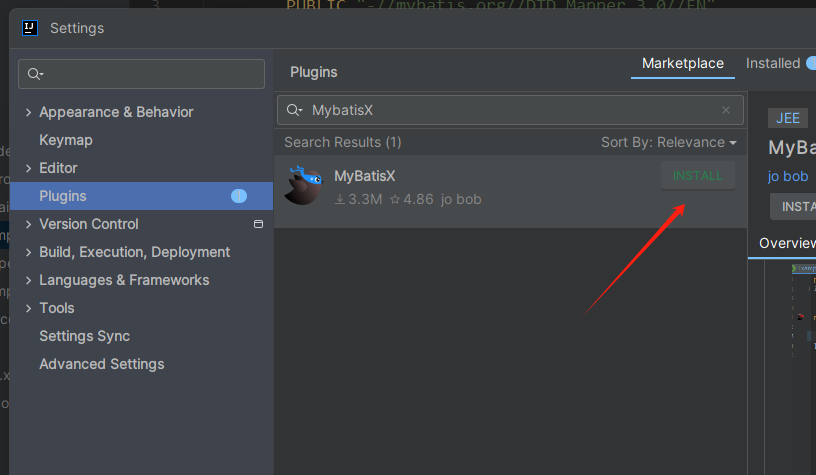 3 PUBLIC "-//mybatis.org//DTD Mapper 3.0//EN"
IJ
Settings
Plugins
Marketplace
Installed
MybatisX
Appearance & Behavior
Keymap
Editor
Plugins
Version Control
Build, Execution, Deployment
Languages & Frameworks
Tools
Settings Sync
Advanced Settings
Search Results (1)
Sort By: Relevance
MyBatisX
INSTALL
3.3M 4.86 jo bob
JEE
MyBa
jo bob
INSTA
Overview